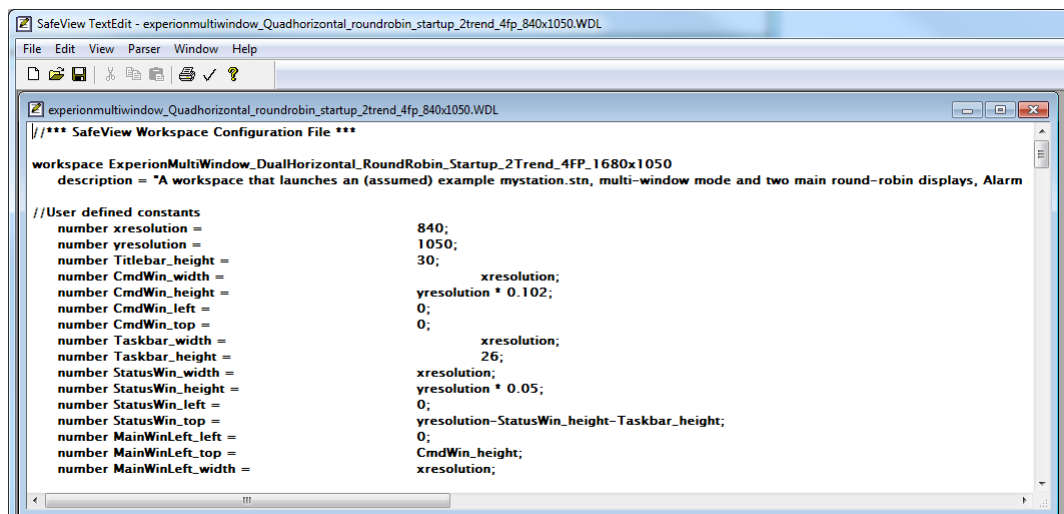 SafeView TextEdit - experionmultiwindow_Quadhorizontal_roundrobin_startup_2trend_4fp_840x1050.WDL
File Edit View Parser Window Help
experionmultiwindow_Quadhorizontal_roundrobin_startup_2trend_4fp_840x1050.WDL
//*** SafeView Workspace Configuration File ***
workspace ExperionMultiWindow_DualHorizontal_RoundRobin_Startup_2Trend_4FP_1680x1050
description = "A workspace that launches an (assumed) example mystation.stn, multi-window mode and two main round-robin displays, Alarm
//User defined constants
number xresolution = 840;
number yresolution = 1050;
number Titlebar_height = 30;
number CmdWin_width = xresolution;
number CmdWin_height = yresolution * 0.102;
number CmdWin_left = 0;
number CmdWin_top = 0;
number Taskbar_width = xresolution;
number Taskbar_height = 26;
number StatusWin_width = xresolution;
number StatusWin_height = yresolution * 0.05;
number StatusWin_left = 0;
number StatusWin_top = yresolution-StatusWin_height-Taskbar_height;
number MainWinLeft_left = 0;
number MainWinLeft_top = CmdWin_height;
number MainWinLeft_width = xresolution;